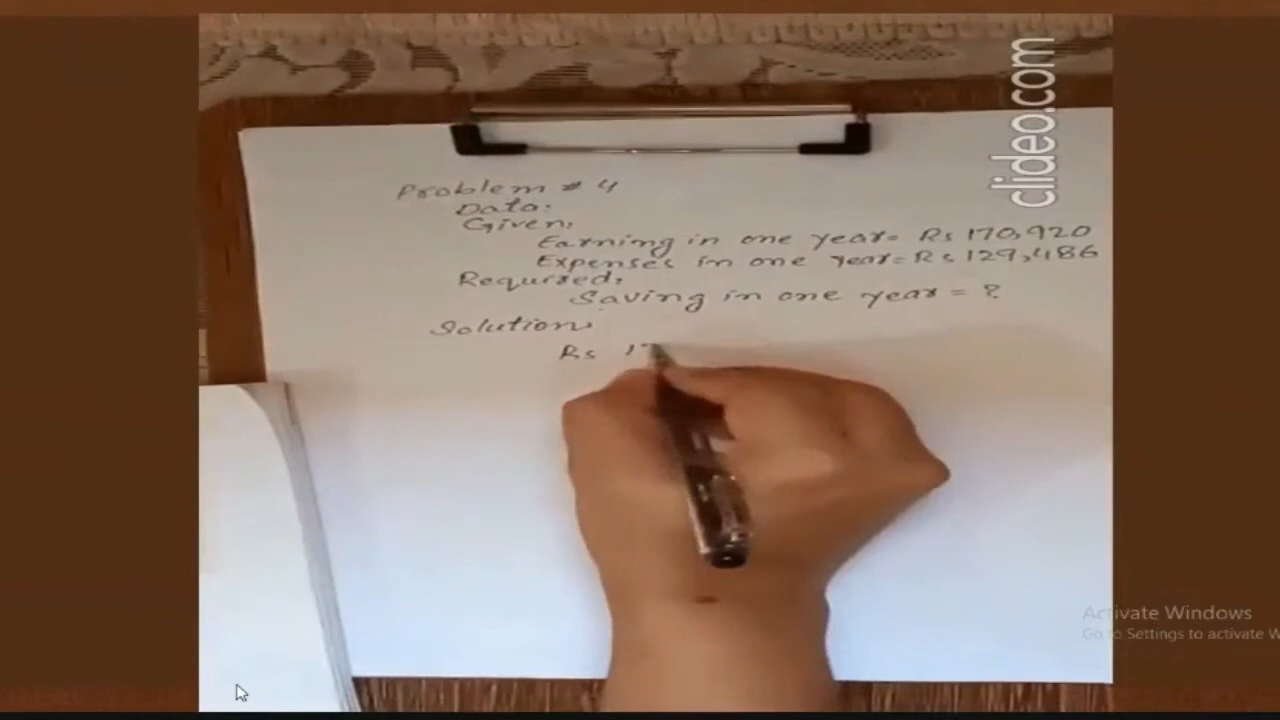 clideo.com
Problem # 4
Data:
Given:
Earning in one year= Rs 170,920
Expenses in one year= Rs 129,486
Required:
Saving in one year = ?
Solution:
Rs 17
Activate Windows
Go to Settings to activate W